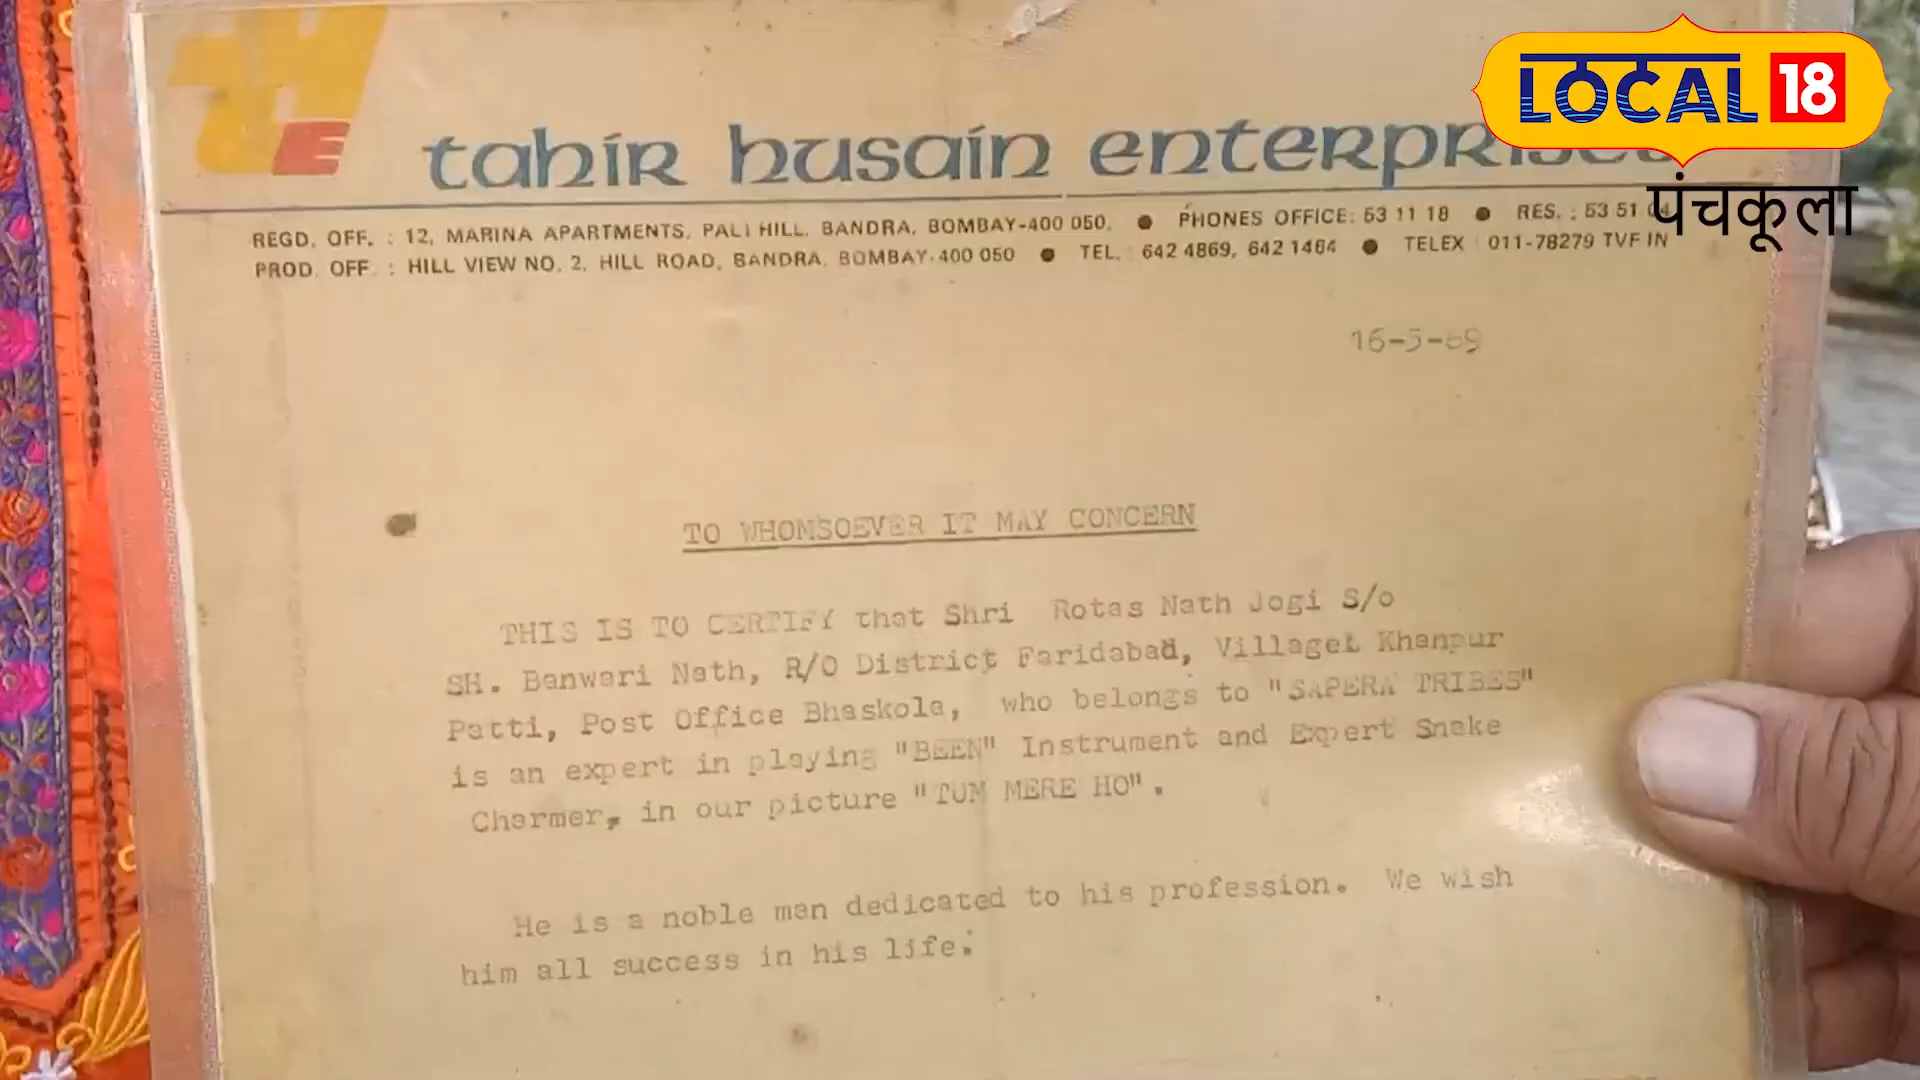 LOCAL 18
पंचकूला
E
tahir husain enterprises
REGD. OFF. : 12, MARINA APARTMENTS, PALI HILL, BANDRA, BOMBAY-400 050. ● PHONES OFFICE: 53 11 18 ● RES. : 53 51
PROD. OFF. : HILL VIEW NO. 2, HILL ROAD, BANDRA, BOMBAY-400 050 ● TEL. : 642 4869, 642 1464 ● TELEX : 011-78279 TVF IN
16-5-89
TO WHOMSOEVER IT MAY CONCERN
THIS IS TO CERTIFY that Shri Rotas Nath Jogi S/o
SH. Banwari Nath, R/O District Faridabad, Village Khanpur
Patti, Post Office Bhaskola, who belongs to "SAPERA TRIBES"
is an expert in playing "BEEN" Instrument and Expert Snake
Charmer, in our picture "TUM MERE HO".
He is a noble man dedicated to his profession. We wish
him all success in his life.